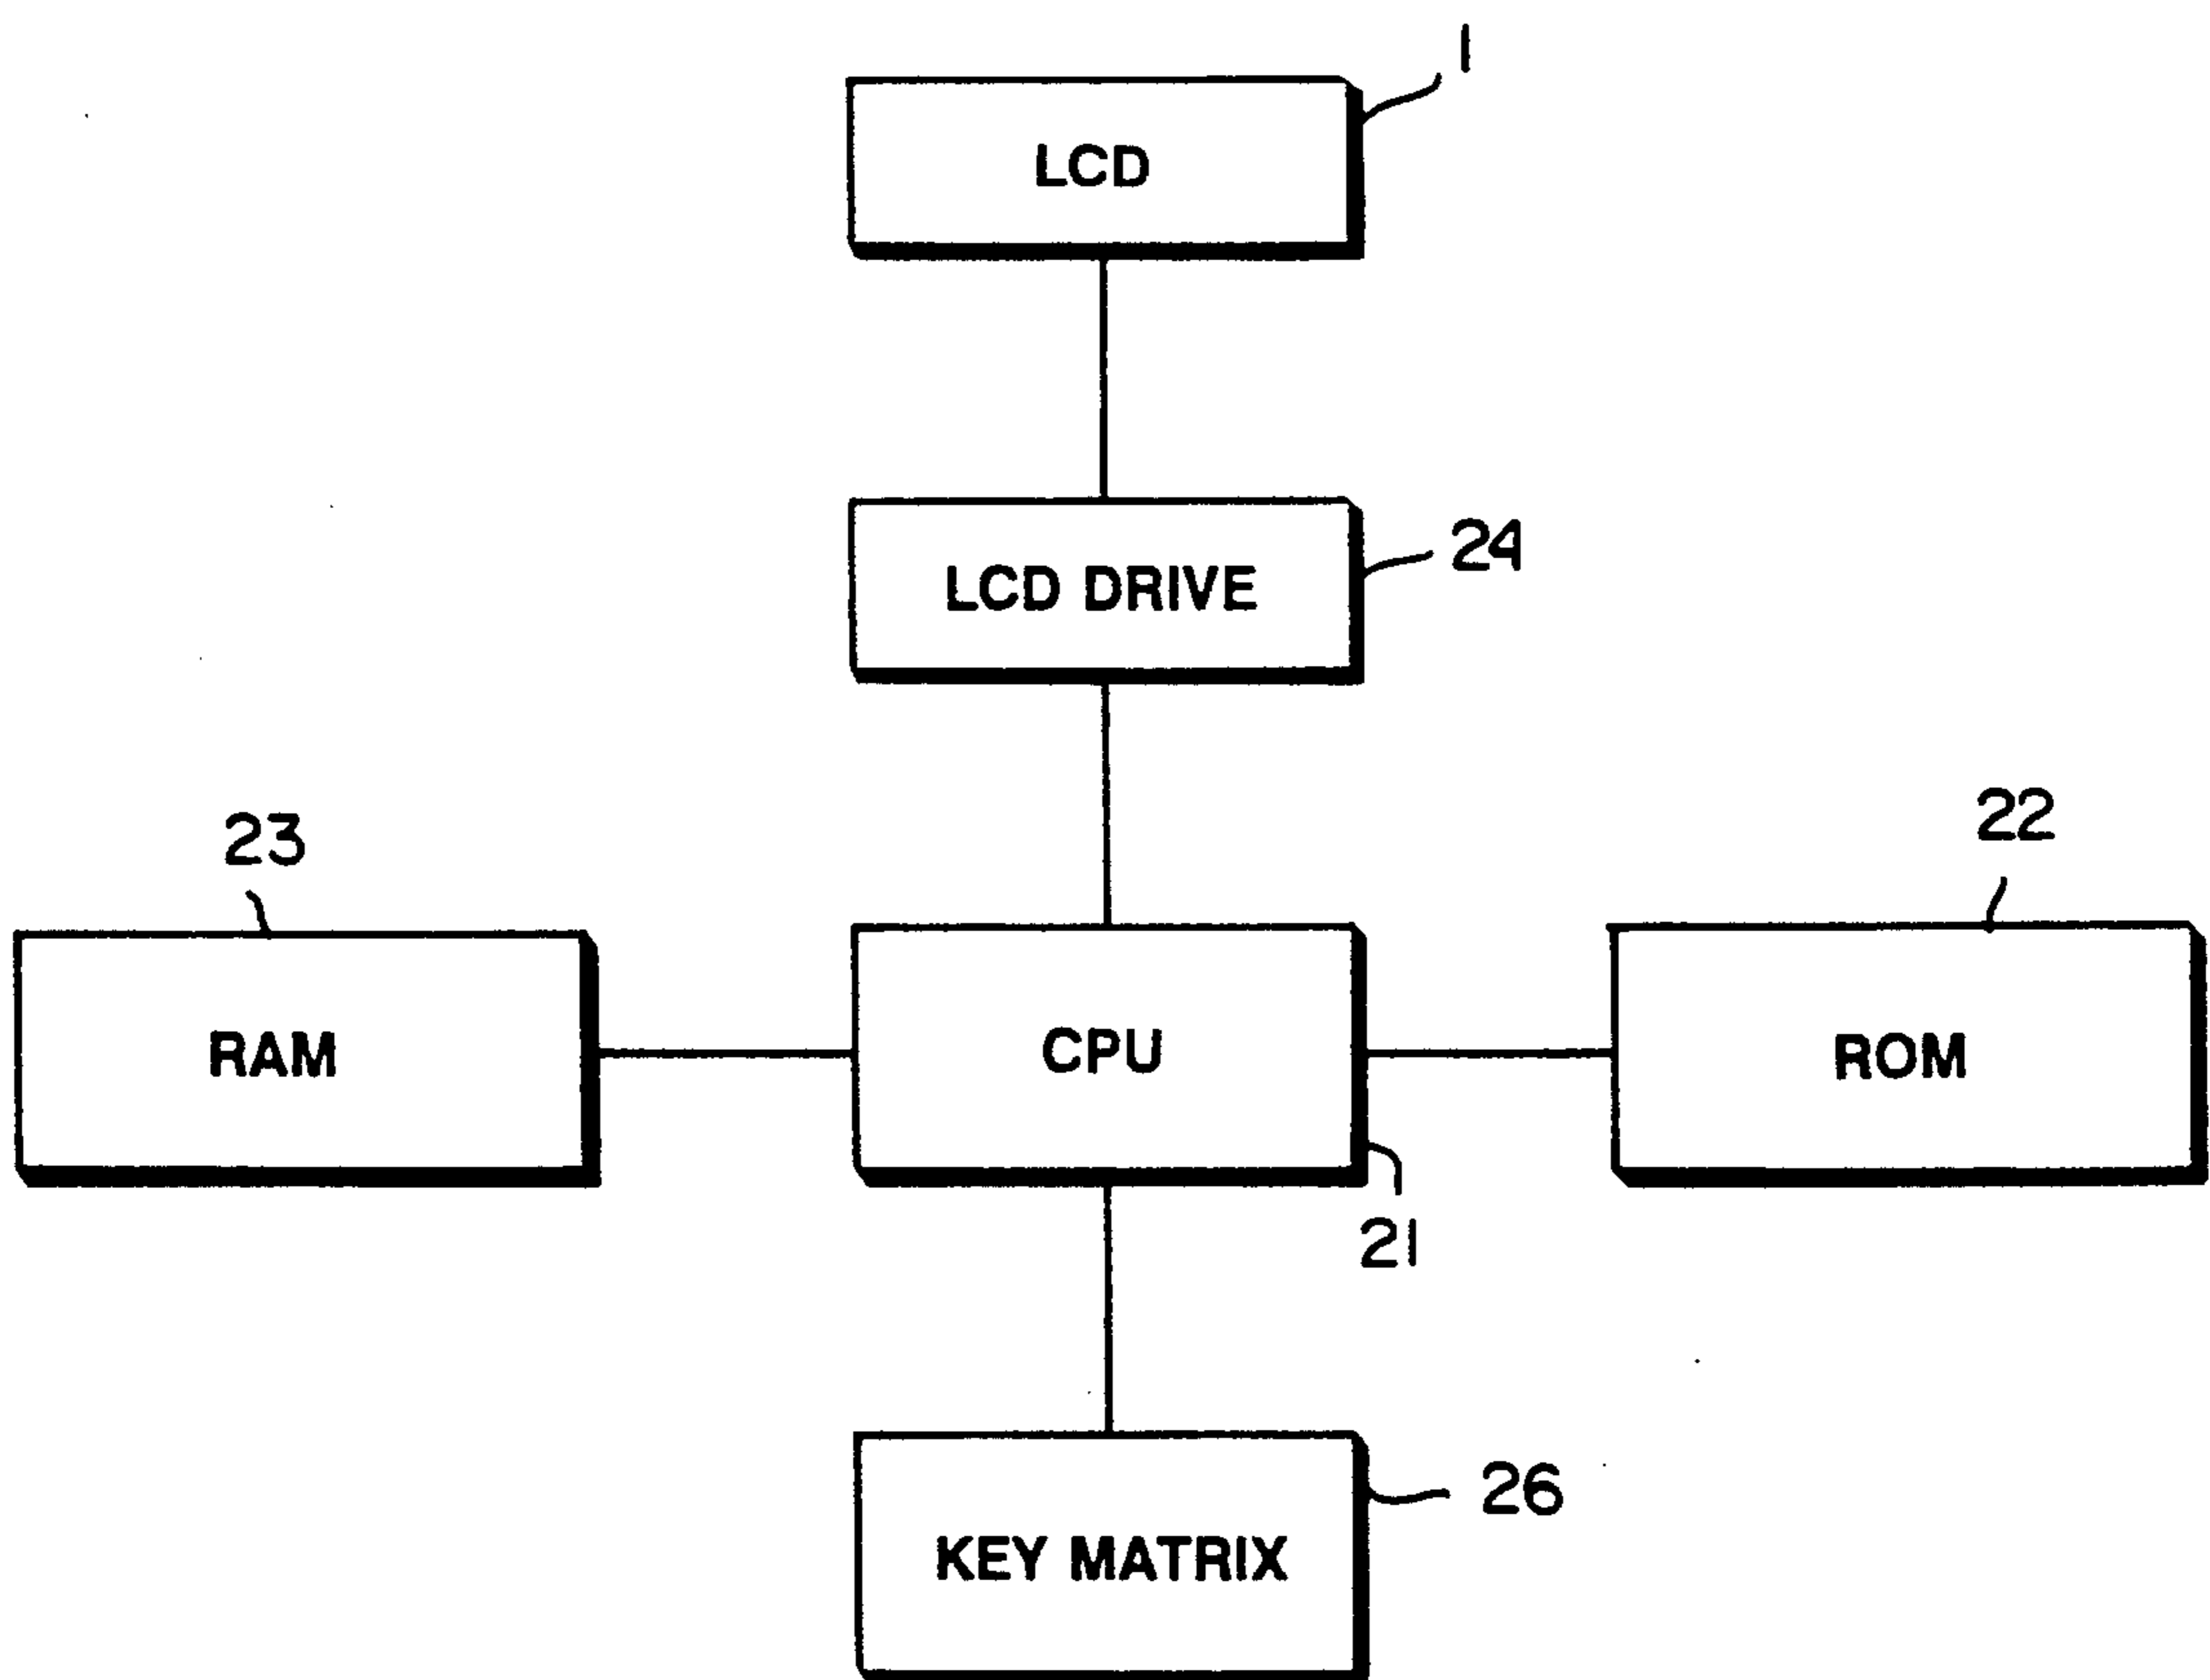 1
LCD
24
LCD DRIVE
23
22
RAM
CPU
ROM
21
26
KEY MATRIX